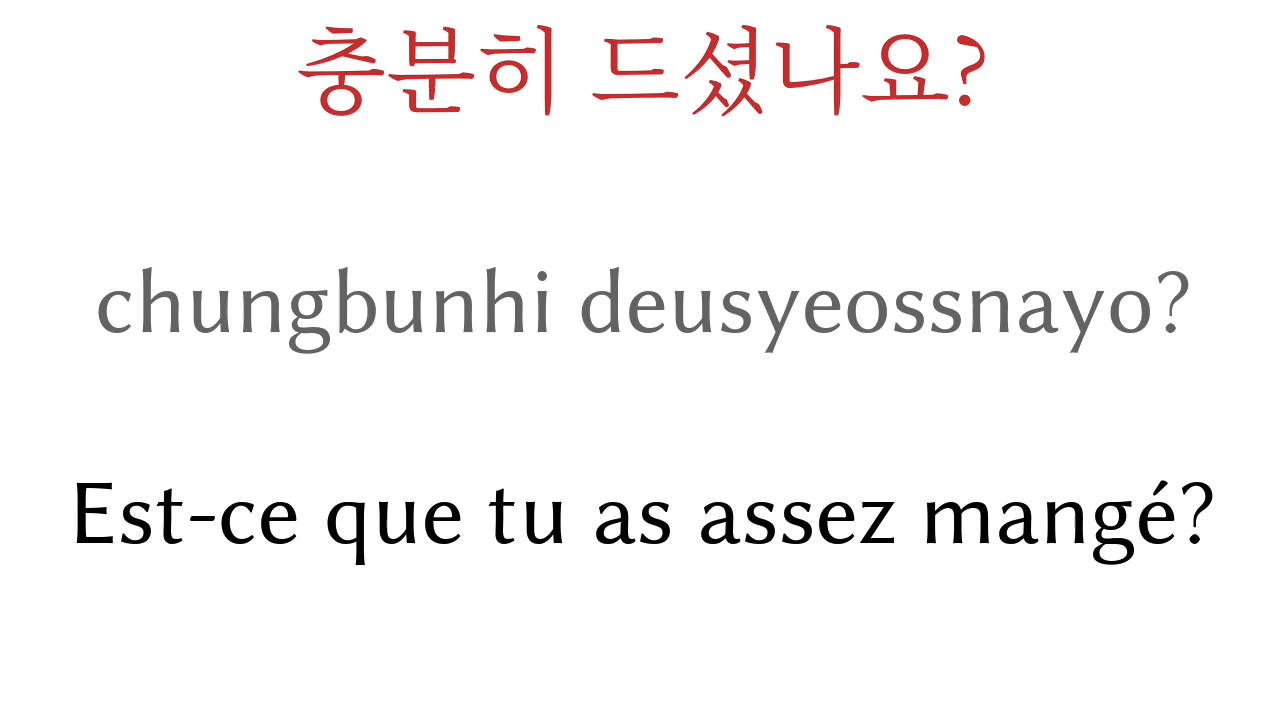 충분히 드셨나요?
chungbunhi deusyeossnayo?
Est-ce que tu as assez mangé?